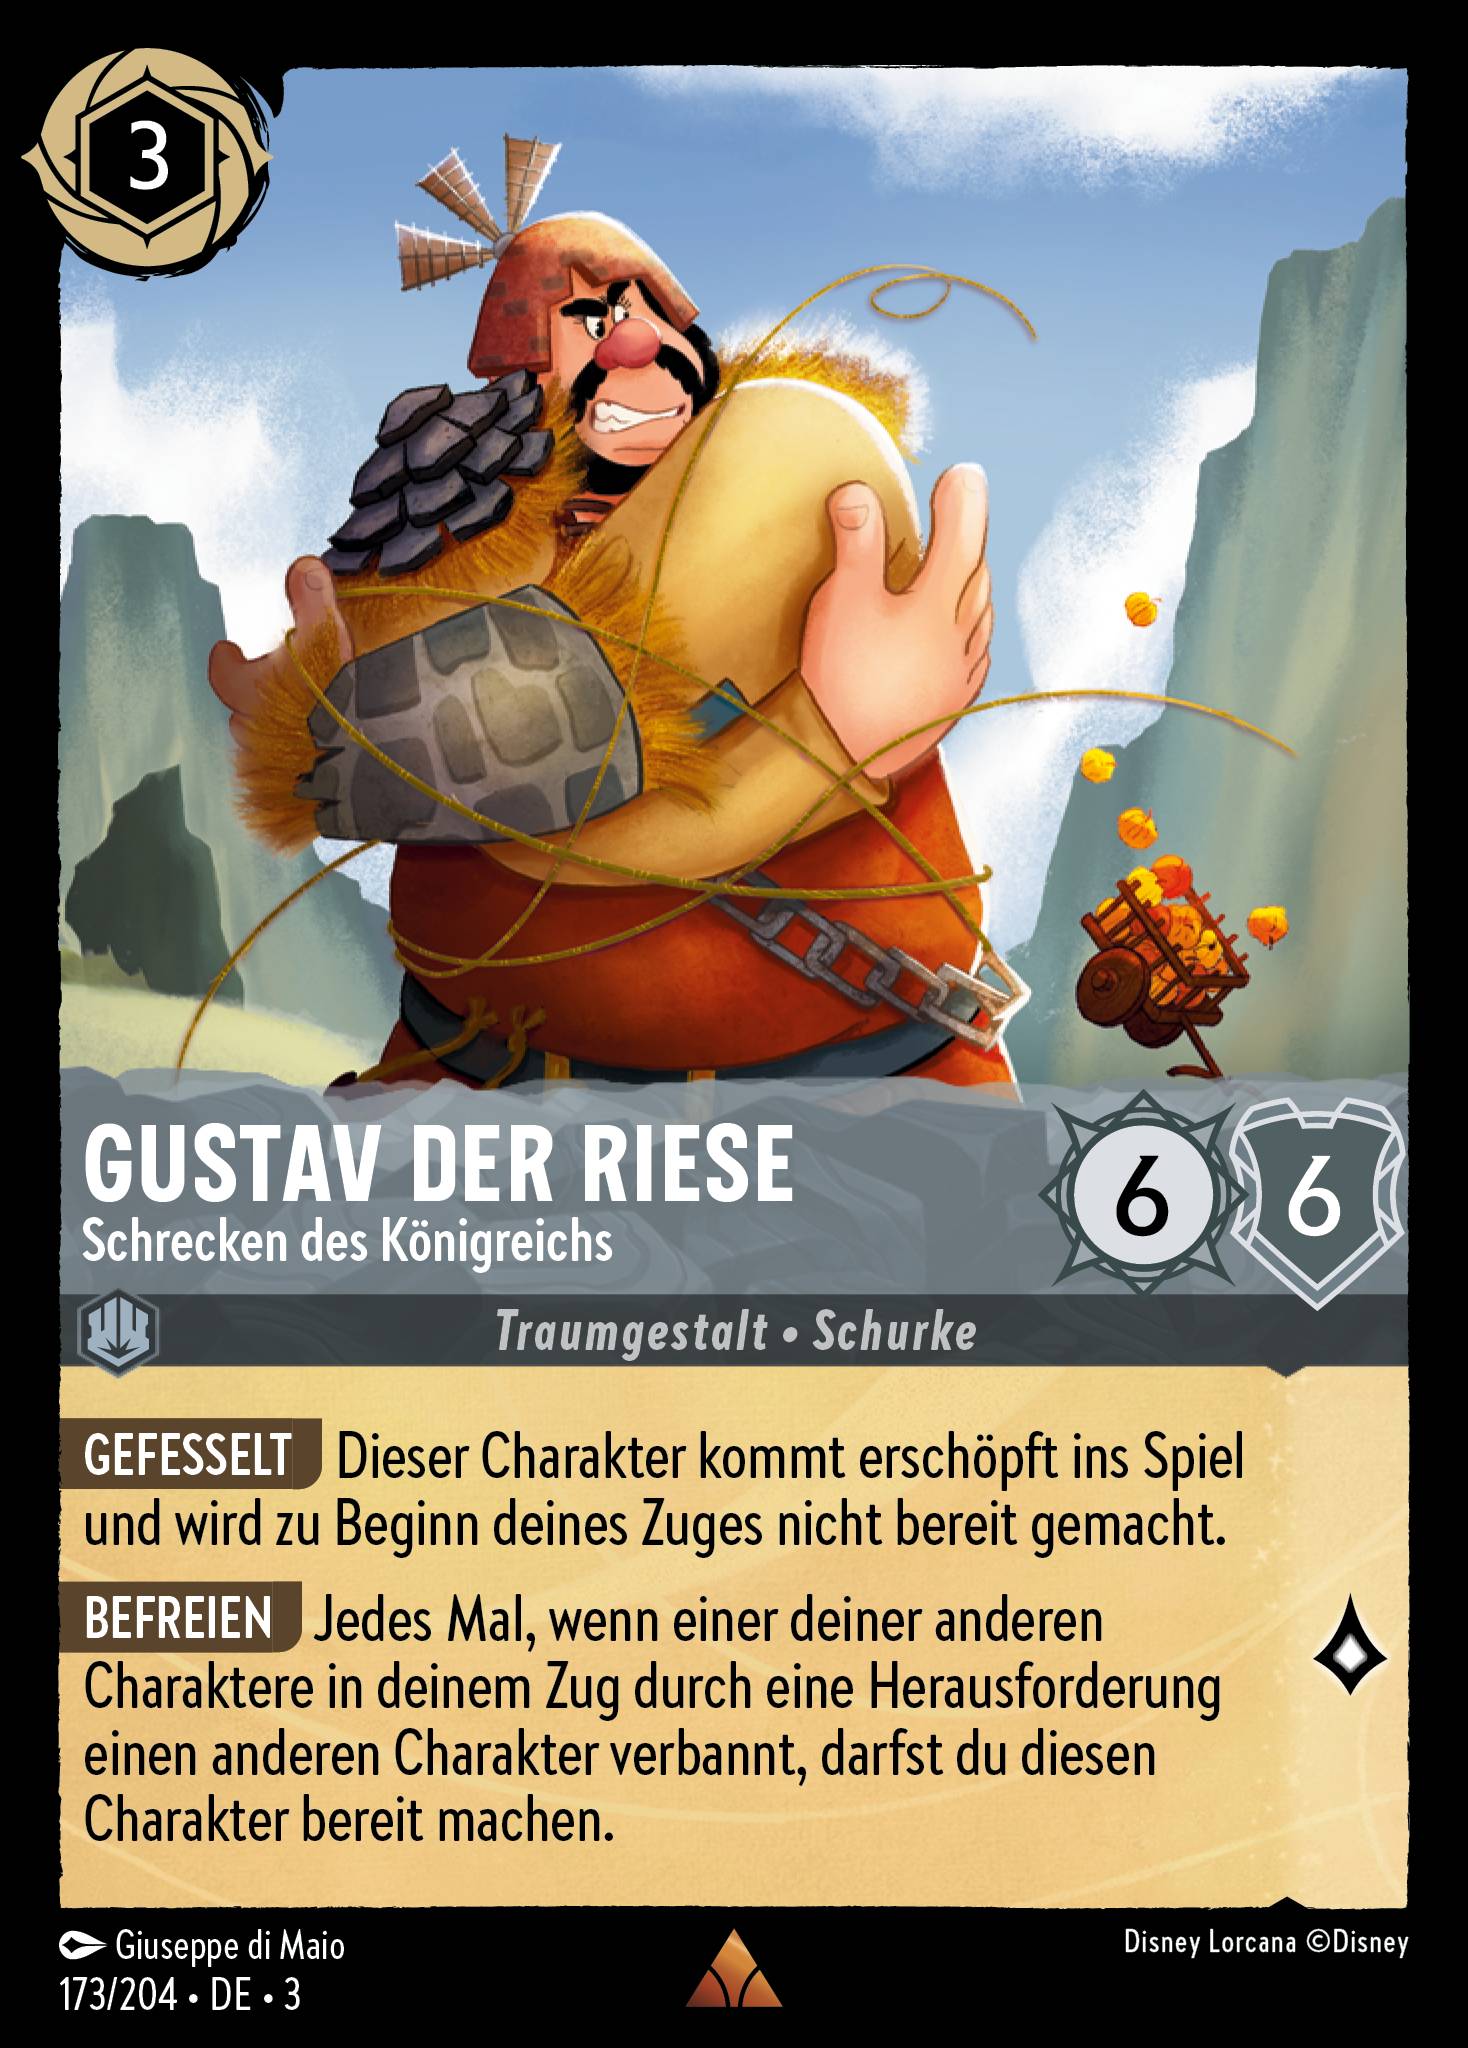 3
GUSTAV DER RIESE
Schrecken des Königreichs
6 6
Traumgestalt • Schurke
GEFESSELT Dieser Charakter kommt erschöpft ins Spiel
und wird zu Beginn deines Zuges nicht bereit gemacht.
BEFREIEN Jedes Mal, wenn einer deiner anderen
Charaktere in deinem Zug durch eine Herausforderung
einen anderen Charakter verbannt, darfst du diesen
Charakter bereit machen.
Giuseppe di Maio
Disney Lorcana ©Disney
173/204 • DE • 3